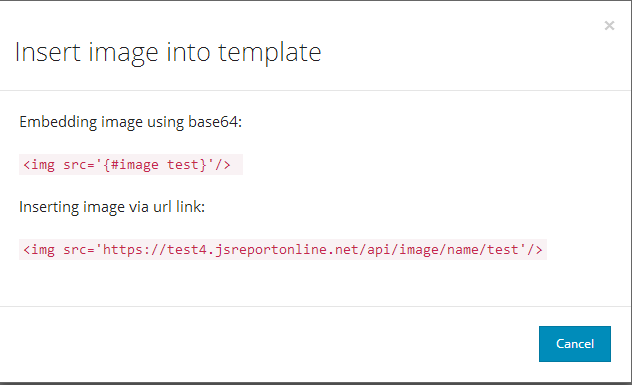 ×
Insert image into template
Embedding image using base64:
<img src='{#image test}'/>
Inserting image via url link:
<img src='https://test4.jsreportonline.net/api/image/name/test'/>
Cancel